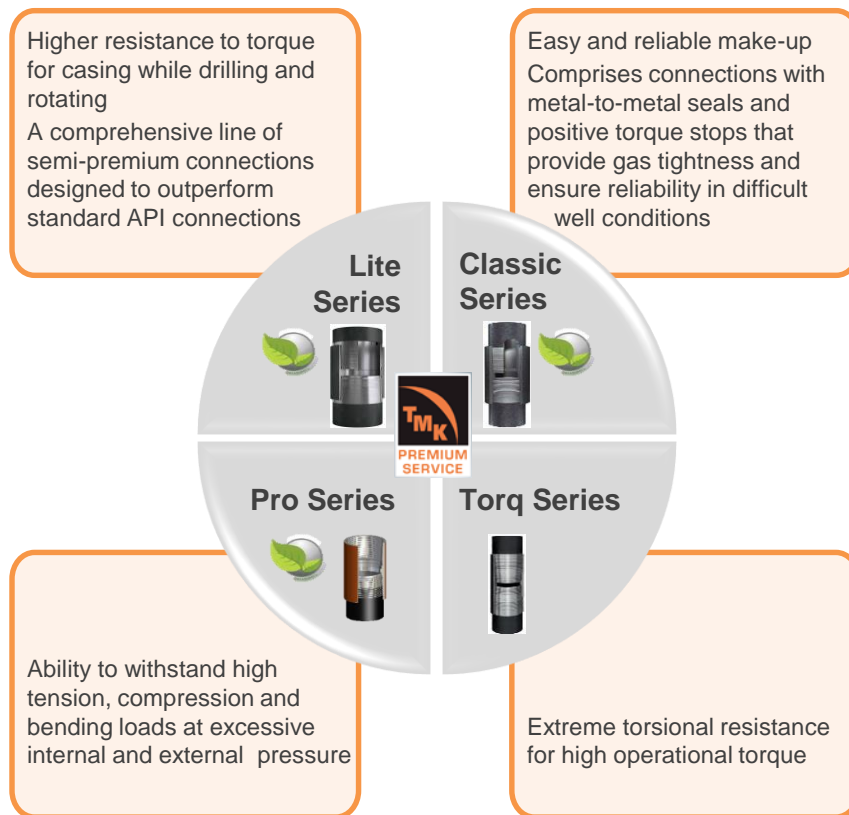 Higher resistance to torque
for casing while drilling and
rotating
A comprehensive line of
semi-premium connections
designed to outperform
standard API connections
Easy and reliable make-up
Comprises connections with
metal-to-metal seals and
positive torque stops that
provide gas tightness and
ensure reliability in difficult
well conditions
Lite
Series
Classic
Series
TMK
PREMIUM
SERVICE
Pro Series
Torq Series
Ability to withstand high
tension, compression and
bending loads at excessive
internal and external pressure
Extreme torsional resistance
for high operational torque